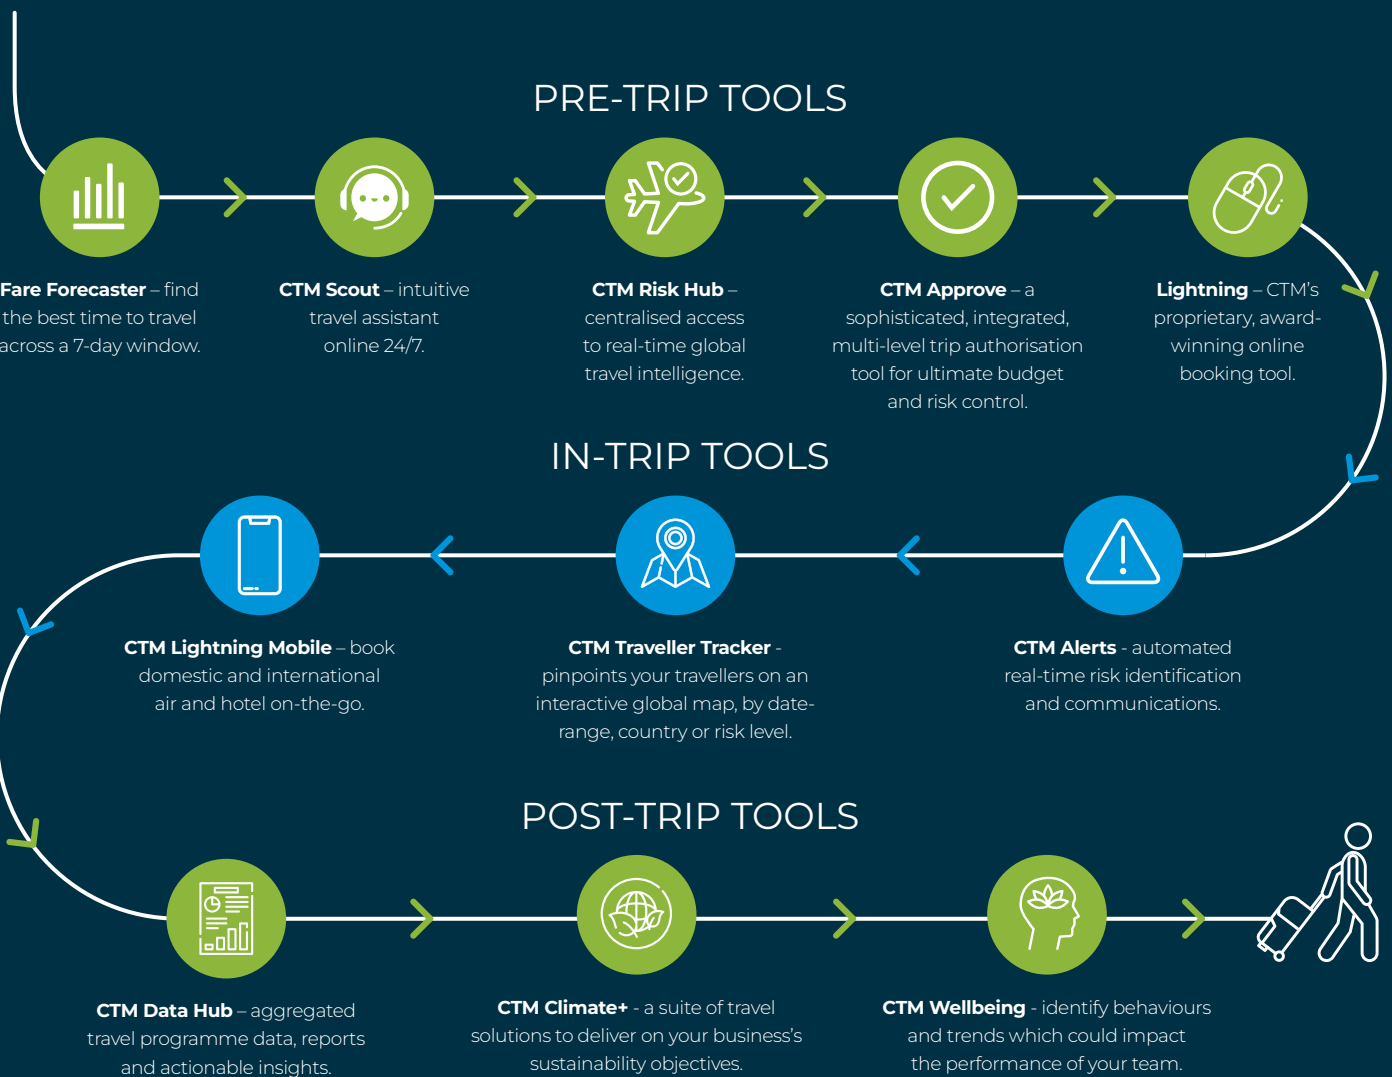 PRE-TRIP TOOLS
Fare Forecaster – find
the best time to travel
across a 7-day window.
CTM Scout – intuitive
travel assistant
online 24/7.
CTM Risk Hub –
centralised access
to real-time global
travel intelligence.
CTM Approve – a
sophisticated, integrated,
multi-level trip authorisation
tool for ultimate budget
and risk control.
Lightning – CTM’s
proprietary, award-
winning online
booking tool.
IN-TRIP TOOLS
CTM Lightning Mobile – book
domestic and international
air and hotel on-the-go.
CTM Traveller Tracker -
pinpoints your travellers on an
interactive global map, by date-
range, country or risk level.
CTM Alerts - automated
real-time risk identification
and communications.
POST-TRIP TOOLS
CTM Data Hub – aggregated
travel programme data, reports
and actionable insights.
CTM Climate+ - a suite of travel
solutions to deliver on your business’s
sustainability objectives.
CTM Wellbeing - identify behaviours
and trends which could impact
the performance of your team.